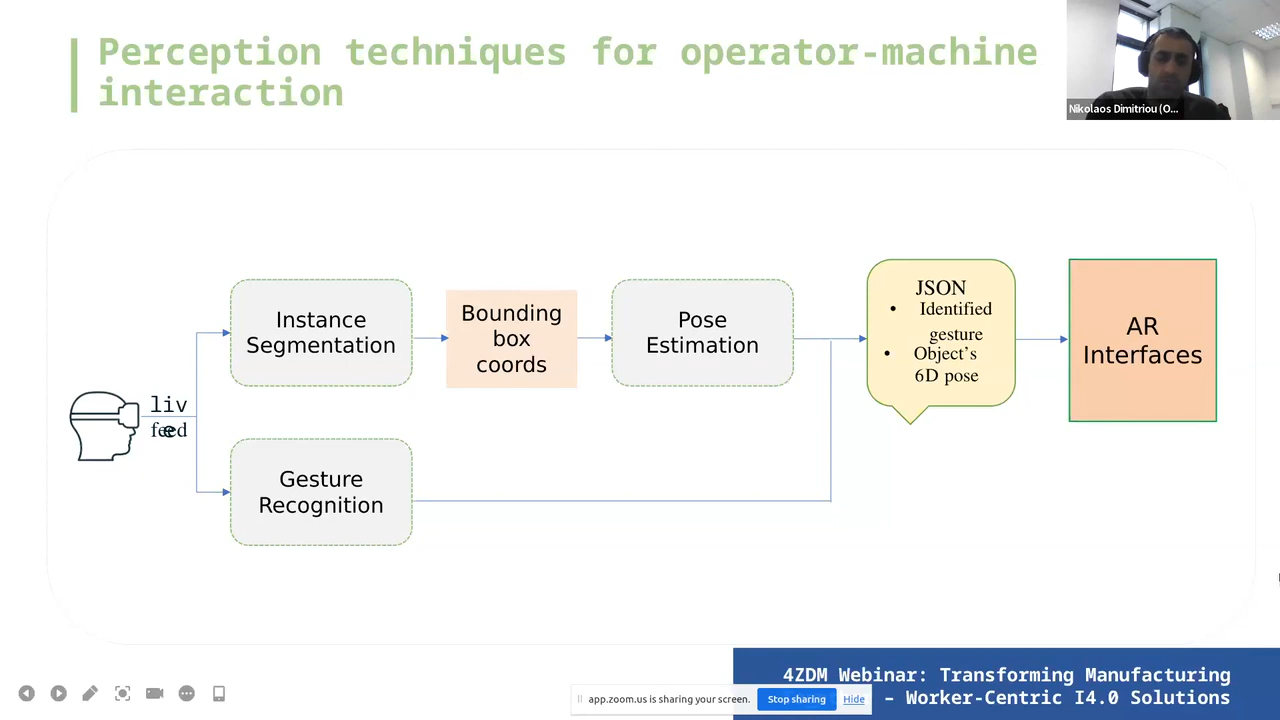 Perception techniques for operator-machine
interaction
Nikolaos Dimitriou (O...
Instance
Segmentation
Bounding
box
coords
Pose
Estimation
JSON
• Identified
gesture
• Object's
6D pose
AR
Interfaces
liv
e
feed
Gesture
Recognition
4ZDM Webinar: Transforming Manufacturing
– Worker-Centric I4.0 Solutions
app.zoom.us is sharing your screen.
Stop sharing
Hide